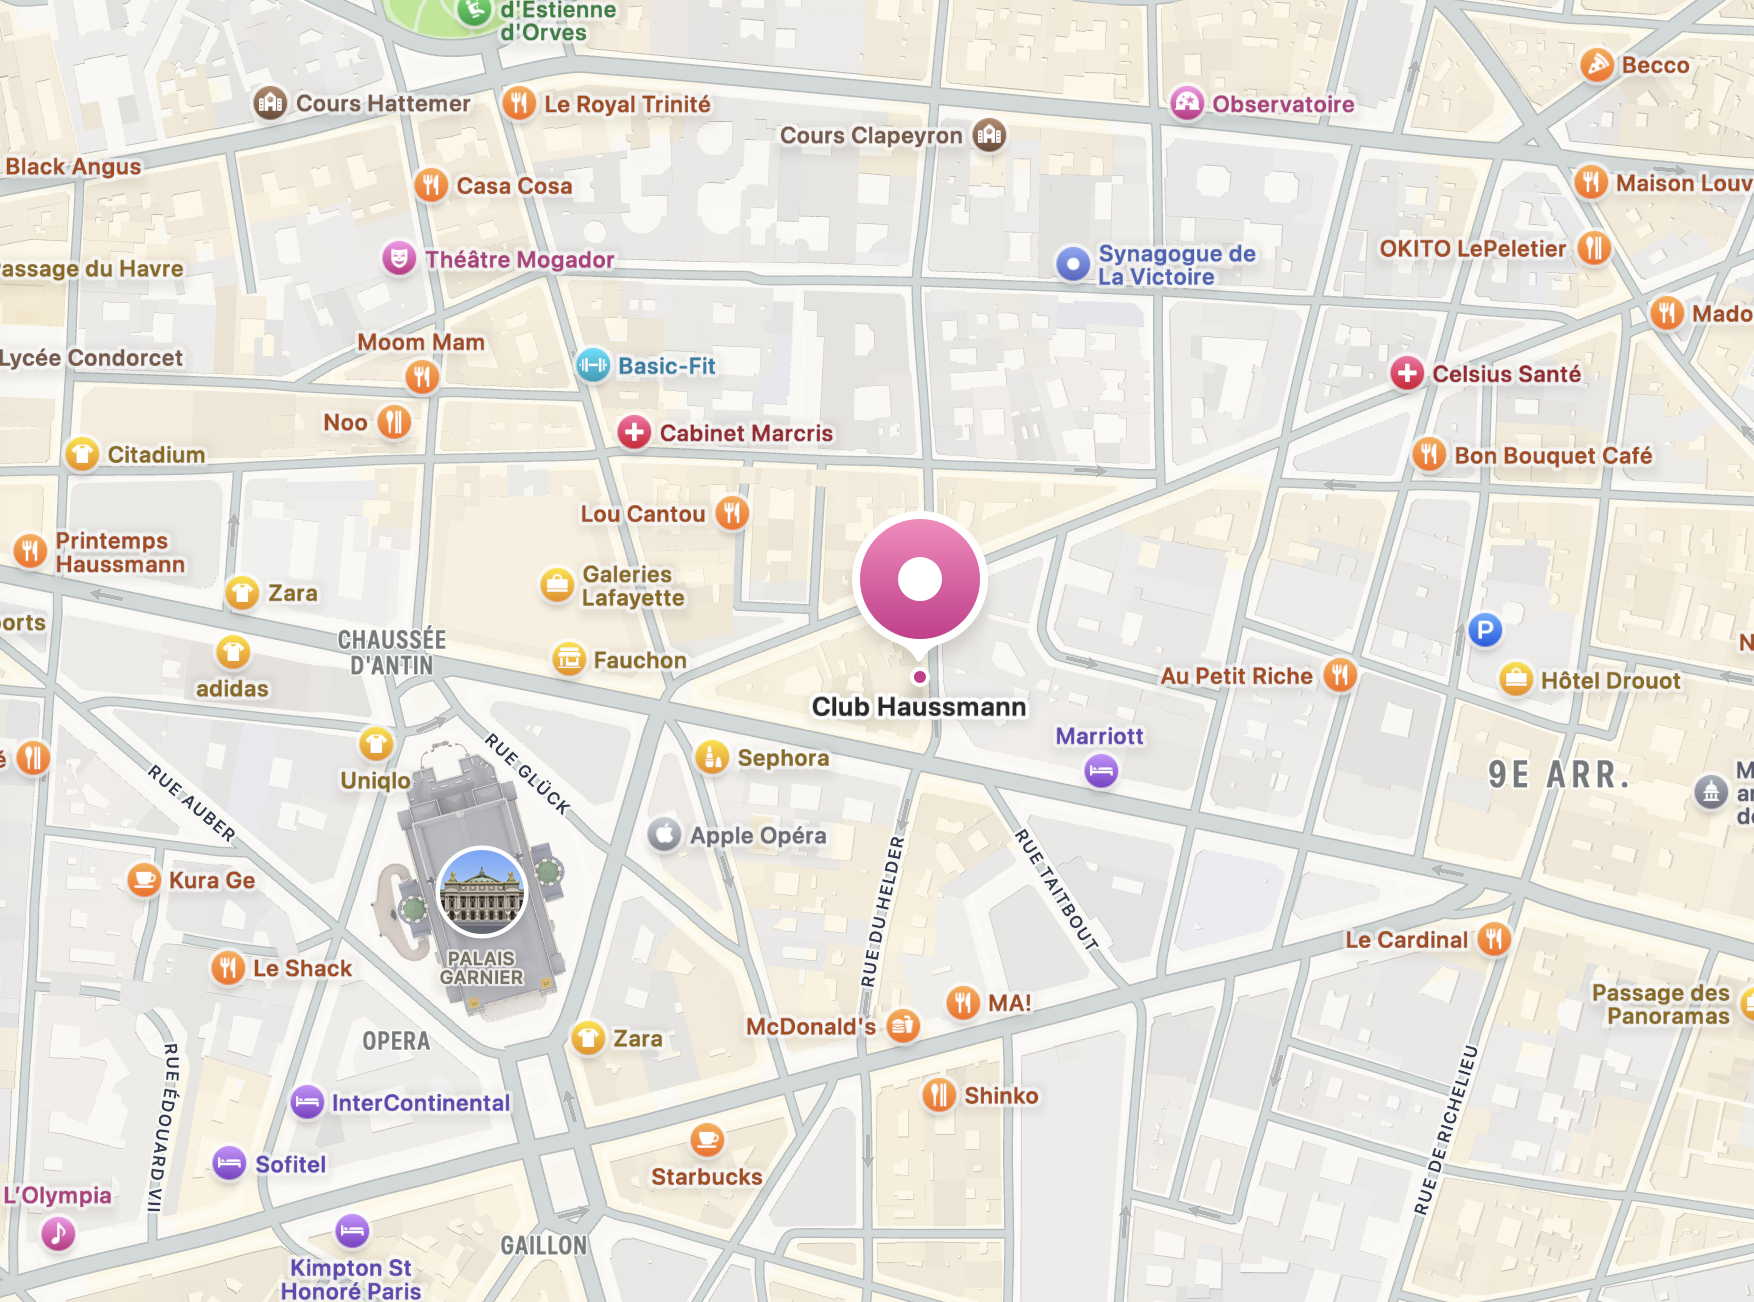 d'Estienne
d'Orves
Becco
Cours Hattemer
Le Royal Trinité
Observatoire
Cours Clapeyron
Black Angus
Casa Cosa
Maison Louv
OKITO LePeletier
Théâtre Mogador
Synagogue de
La Victoire
assage du Havre
Mado
Moom Mam
Lycée Condorcet
Basic-Fit
Celsius Santé
Noo
Cabinet Marcris
Citadium
Bon Bouquet Café
Lou Cantou
Printemps
Haussmann
Galeries
Lafayette
Zara
orts
CHAUSSÉE
D'ANTIN
P
Fauchon
Au Petit Riche
Hôtel Drouot
adidas
Club Haussmann
Marriott
RUE GLÜCK
Sephora
Uniqlo
RUE AUBER
9E ARR.
Apple Opéra
RUE DU HELDER
RUE TAITBOUT
Kura Ge
Le Cardinal
PALAIS
GARNIER
Le Shack
Passage des
Panoramas
MA!
McDonald's
Zara
OPERA
RUE ÉDOUARD VII
InterContinental
Shinko
RUE DE RICHELIEU
Sofitel
Starbucks
L'Olympia
GAILLON
Kimpton St
Honoré Paris